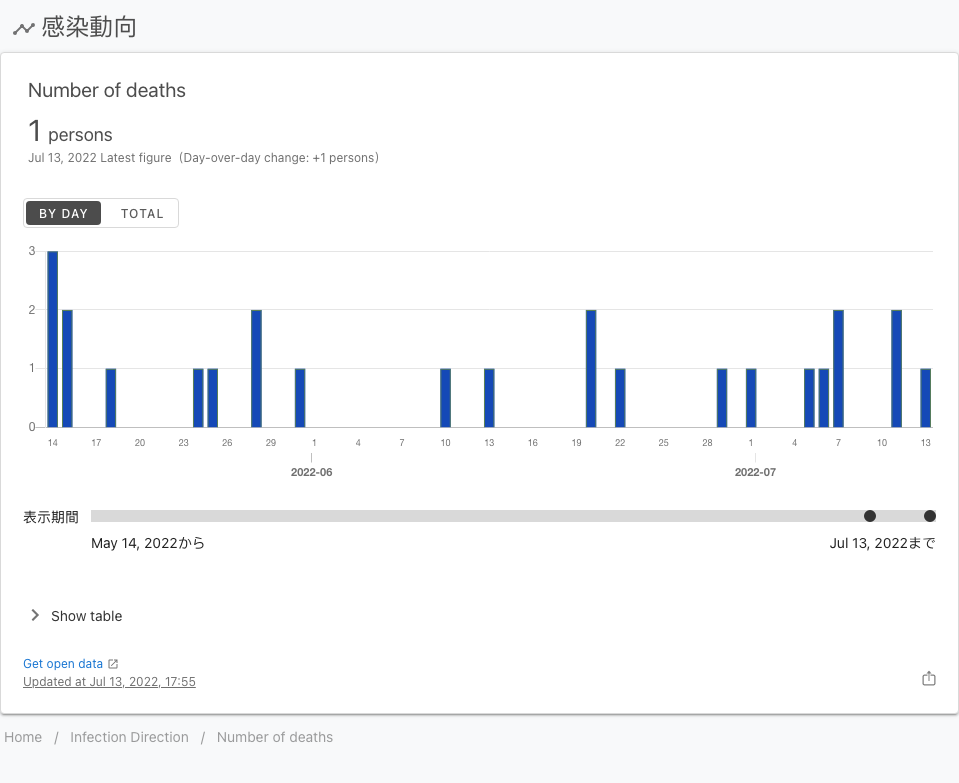 感染動向
Number of deaths
1 persons
Jul 13, 2022 Latest figure (Day-over-day change: +1 persons)
BY DAY TOTAL
3
2
1
0
14 17 20 23 26 29 1 4 7 10 13 16 19 22 25 28 1 4 7 10 13
2022-06 2022-07
表示期間
May 14, 2022から Jul 13, 2022まで
Show table
Get open data
Updated at Jul 13, 2022, 17:55
Home / Infection Direction / Number of deaths